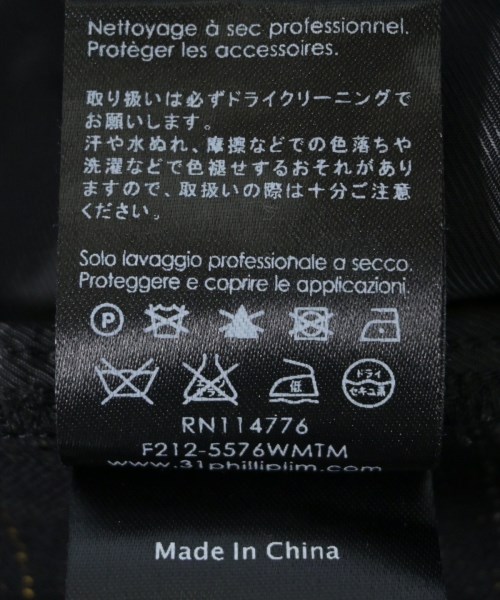 Nettoyage à sec professionnel.
Protéger les accessoires.
取り扱いは必ずドライクリーニングで
お願いします。
汗や水ぬれ、摩擦などでの色落ちや
洗濯などで色褪せするおそれがあり
ますので、取扱いは十分ご注意
ください。
Solo lavaggio professionale a secco.
Proteggere e coprire le applicazioni.
P
低
ドライ
セキユ系
RN114776
F212-5576WMTM
www.31philliplim.com
Made In China